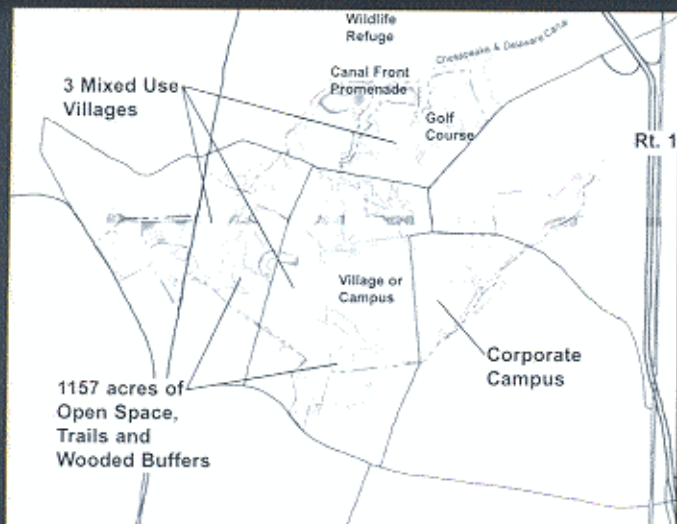 Wildlife
Refuge
Chesapeake & Delaware Canal
Canal Front
Promenade
3 Mixed Use
Villages
Golf
Course
Rt. 1
Village or
Campus
Corporate
Campus
1157 acres of
Open Space,
Trails and
Wooded Buffers